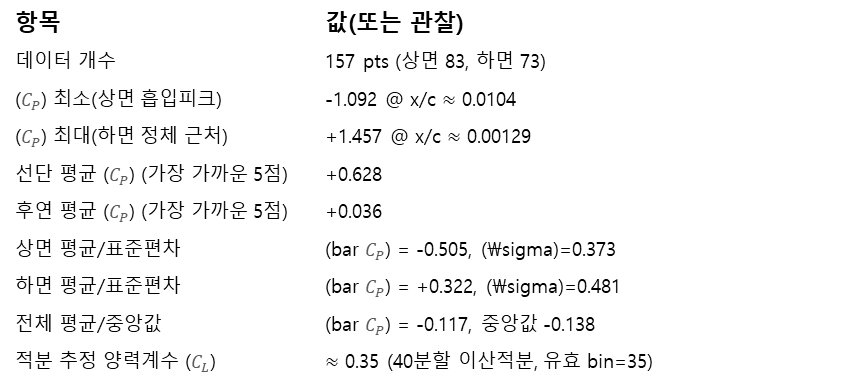 항목 값(또는 관찰)
데이터 개수 157 pts (상면 83, 하면 73)
(C_P) 최소(상면 흡입피크) -1.092 @ x/c ≈ 0.0104
(C_P) 최대(하면 정체 근처) +1.457 @ x/c ≈ 0.00129
선단 평균 (C_P) (가장 가까운 5점) +0.628
후연 평균 (C_P) (가장 가까운 5점) +0.036
상면 평균/표준편차 (bar C_P) = -0.505, (₩sigma)=0.373
하면 평균/표준편차 (bar C_P) = +0.322, (₩sigma)=0.481
전체 평균/중앙값 (bar C_P) = -0.117, 중앙값 -0.138
적분 추정 양력계수 (C_L) ≈ 0.35 (40분할 이산적분, 유효 bin=35)